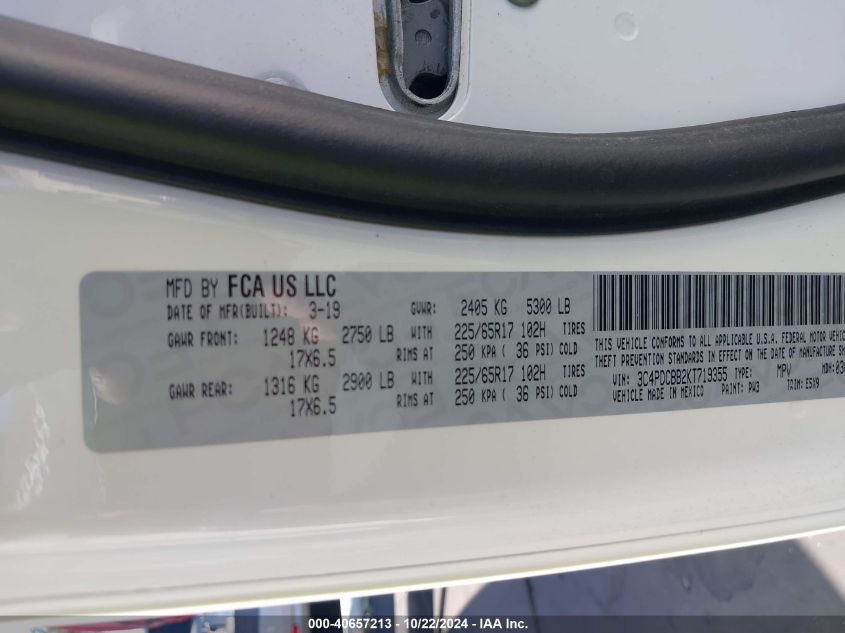 MFD BY FCA US LLC
DATE OF MFR(BUILT): 3-19 GVWR: 2405 KG 5300 LB
GAWR FRONT: 1248 KG 2750 LB WITH 225/65R17 102H TIRES
17X6.5 RIMS AT 250 KPA ( 36 PSI) COLD
GAWR REAR: 1316 KG 2900 LB WITH 225/65R17 102H TIRES
17X6.5 RIMS AT 250 KPA ( 36 PSI) COLD
THIS VEHICLE CONFORMS TO ALL APPLICABLE U.S.A. FEDERAL MOTOR VEHICL
THEFT PREVENTION STANDARDS IN EFFECT ON THE DATE OF MANUFACTURE SH
VIN: 3C4PDCBB2KT719355 TYPE: MPV MDH:030
VEHICLE MADE IN MEXICO PAINT: PW3 TRIM: E5X9
000-40657213 - 10/22/2024 - IAA Inc.